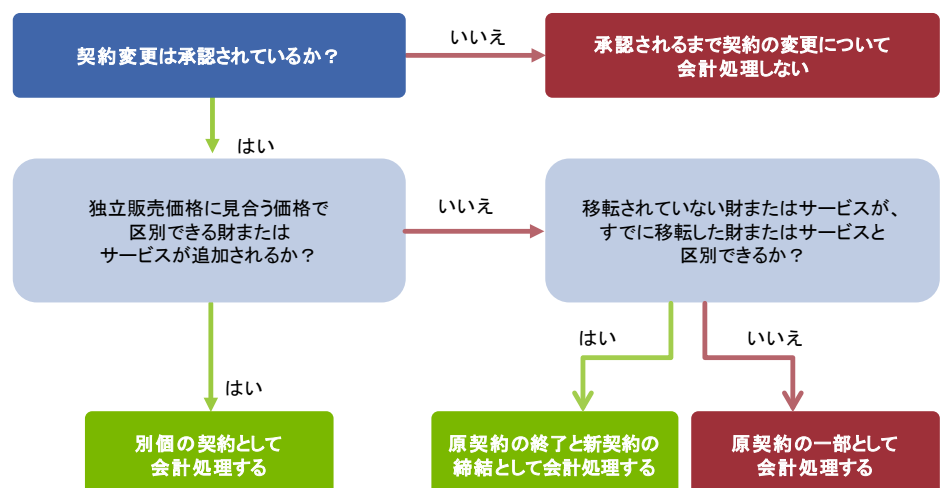 契約変更は承認されているか？
いいえ
承認されるまで契約の変更について
会計処理しない
はい
独立販売価格に見合う価格で
区別できる財または
サービスが追加されるか？
いいえ
移転されていない財またはサービスが、
すでに移転した財またはサービスと
区別できるか？
はい
はい
いいえ
別個の契約として
会計処理する
原契約の終了と新契約の
締結として会計処理する
原契約の一部として
会計処理する